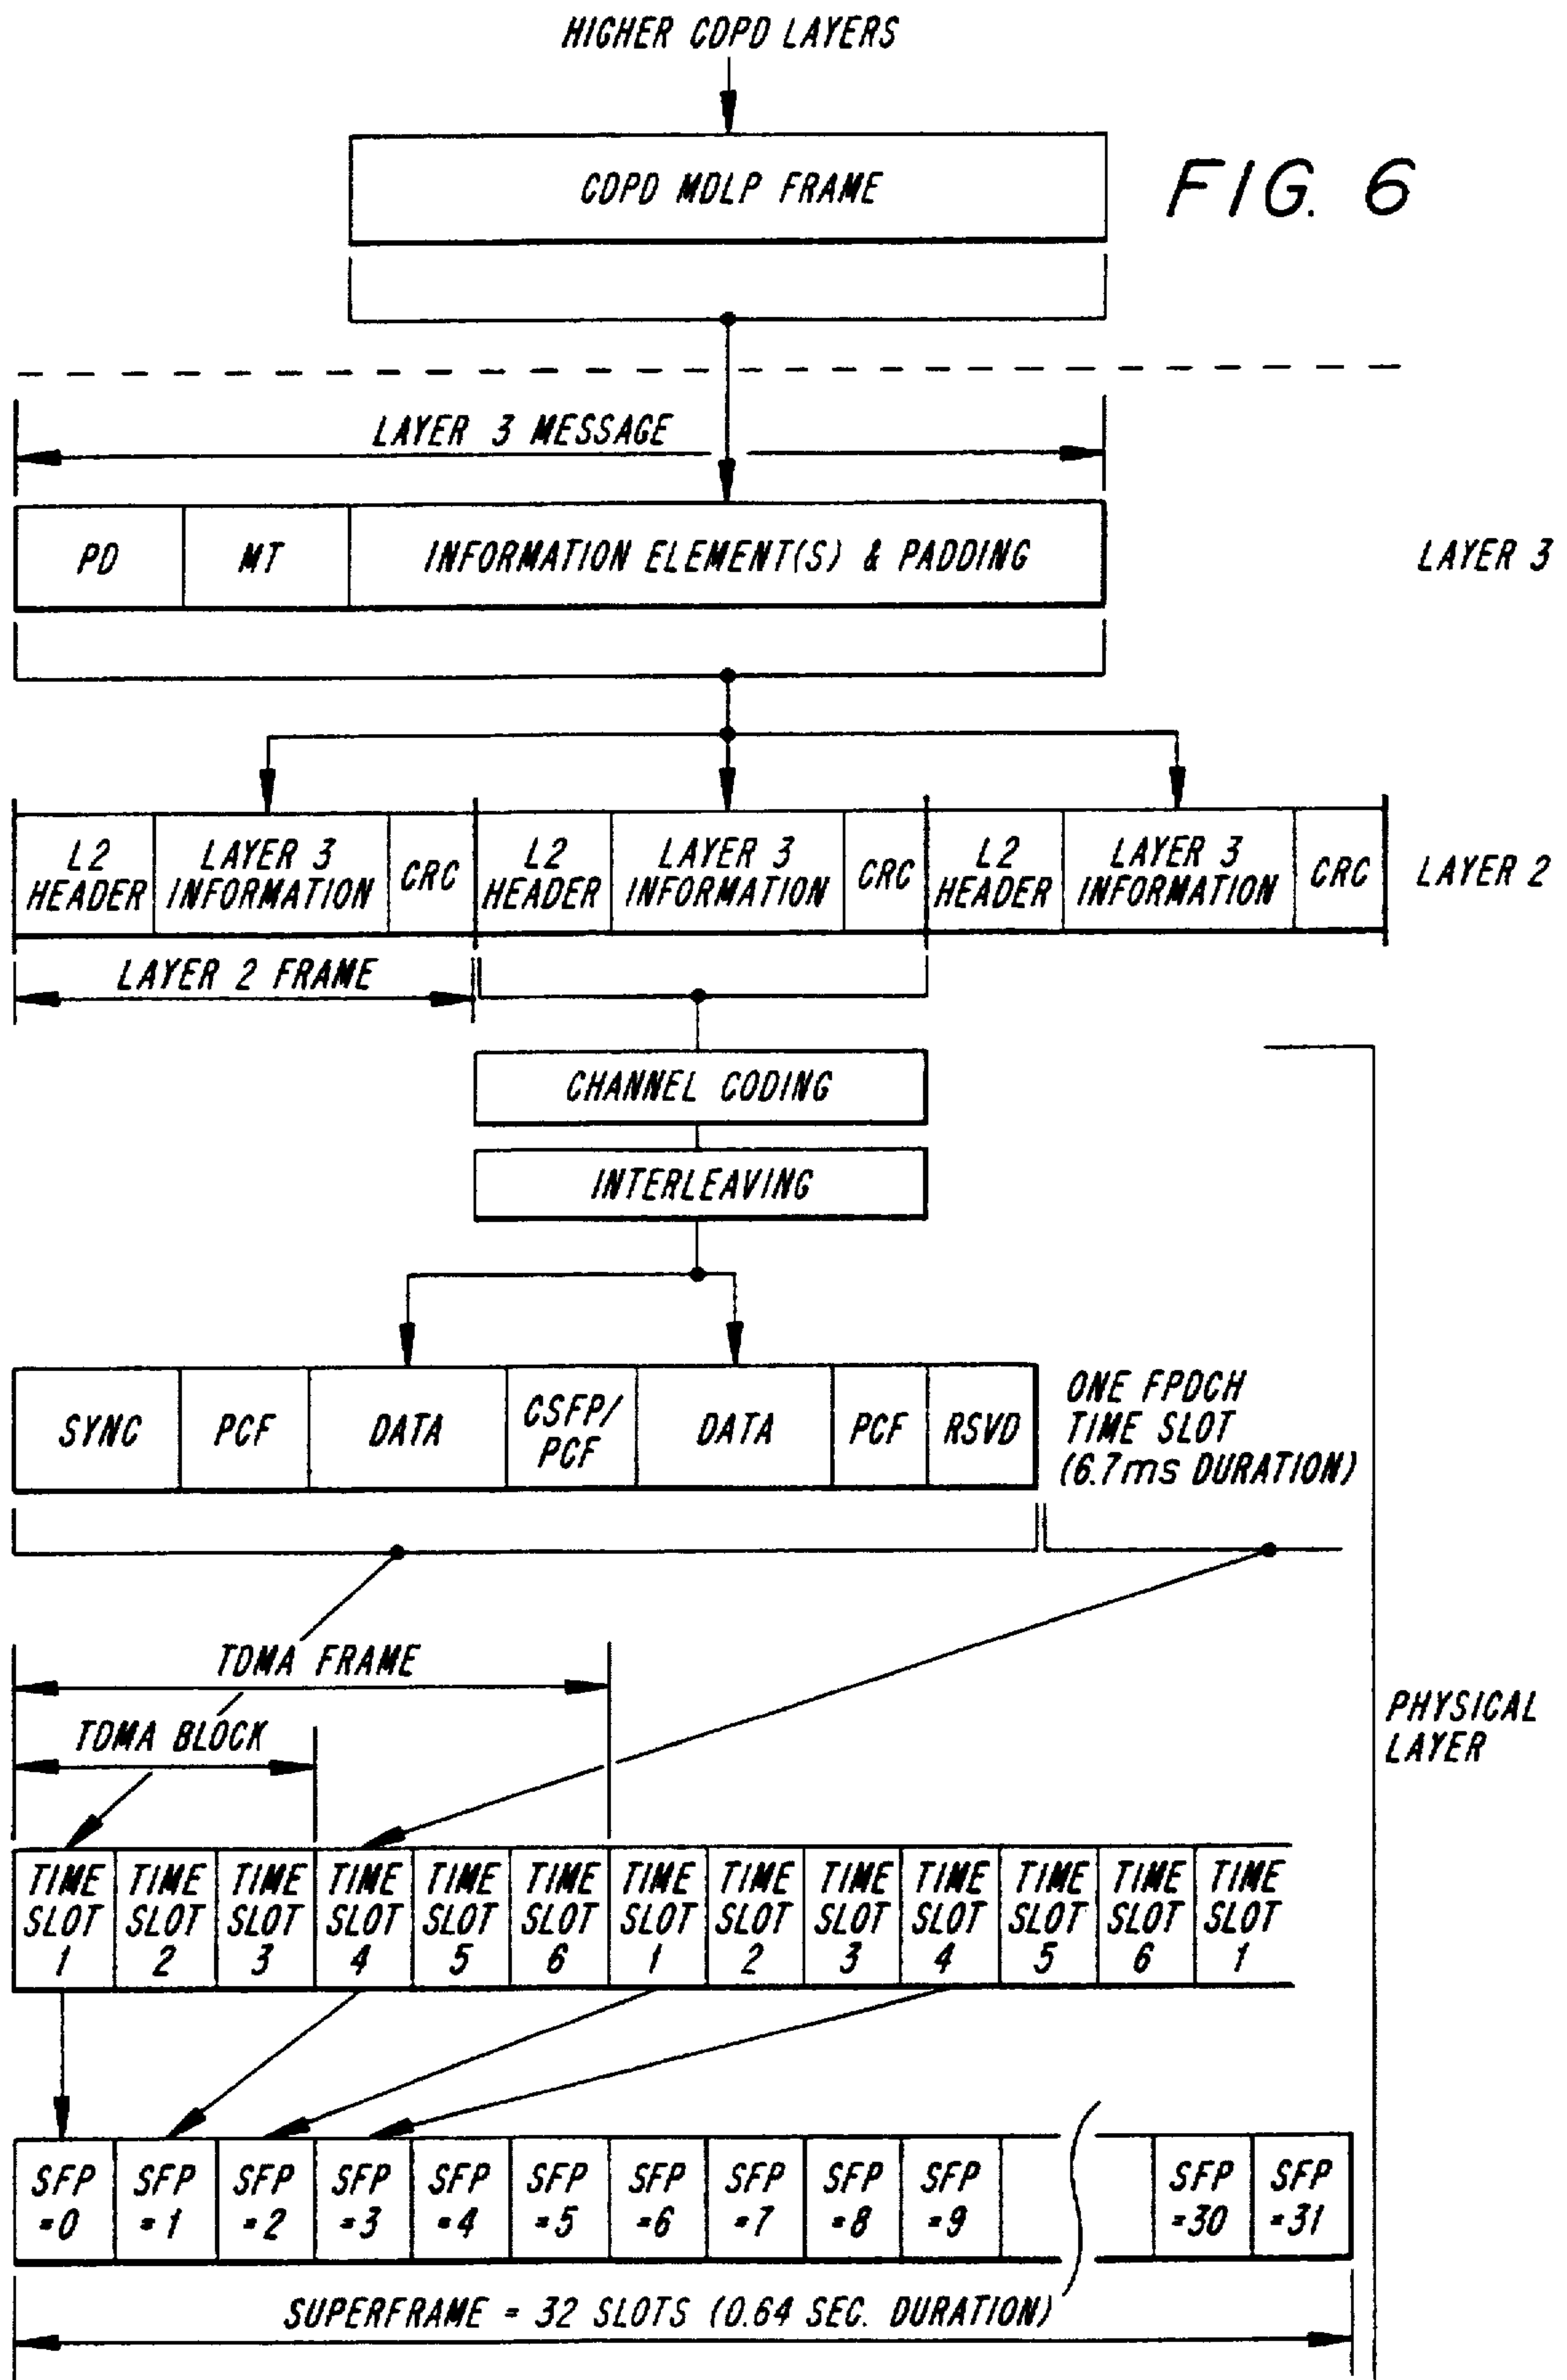 HIGHER CDPD LAYERS
CDPD MDLP FRAME
FIG. 6
LAYER 3 MESSAGE
PD
MT
INFORMATION ELEMENT(S) & PADDING
LAYER 3
L2
HEADER
LAYER 3
INFORMATION
CRC
L2
HEADER
LAYER 3
INFORMATION
CRC
L2
HEADER
LAYER 3
INFORMATION
CRC
LAYER 2
LAYER 2 FRAME
CHANNEL CODING
INTERLEAVING
SYNC
PCF
DATA
CSFP/
PCF
DATA
PCF
RSVD
ONE FPDCH
TIME SLOT
(6.7ms DURATION)
TDMA FRAME
TDMA BLOCK
PHYSICAL
LAYER
TIME
SLOT
1
TIME
SLOT
2
TIME
SLOT
3
TIME
SLOT
4
TIME
SLOT
5
TIME
SLOT
6
TIME
SLOT
1
TIME
SLOT
2
TIME
SLOT
3
TIME
SLOT
4
TIME
SLOT
5
TIME
SLOT
6
TIME
SLOT
1
SFP
=0
SFP
=1
SFP
=2
SFP
=3
SFP
=4
SFP
=5
SFP
=6
SFP
=7
SFP
=8
SFP
=9
SFP
=30
SFP
=31
SUPERFRAME = 32 SLOTS (0.64 SEC. DURATION)